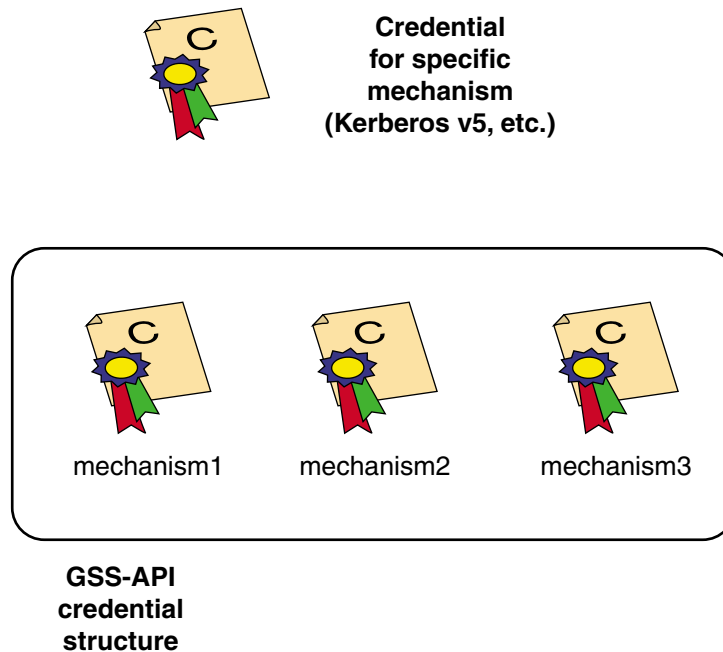 C
Credential
for specific
mechanism
(Kerberos v5, etc.)
C
C
C
mechanism1
mechanism2
mechanism3
GSS-API
credential
structure